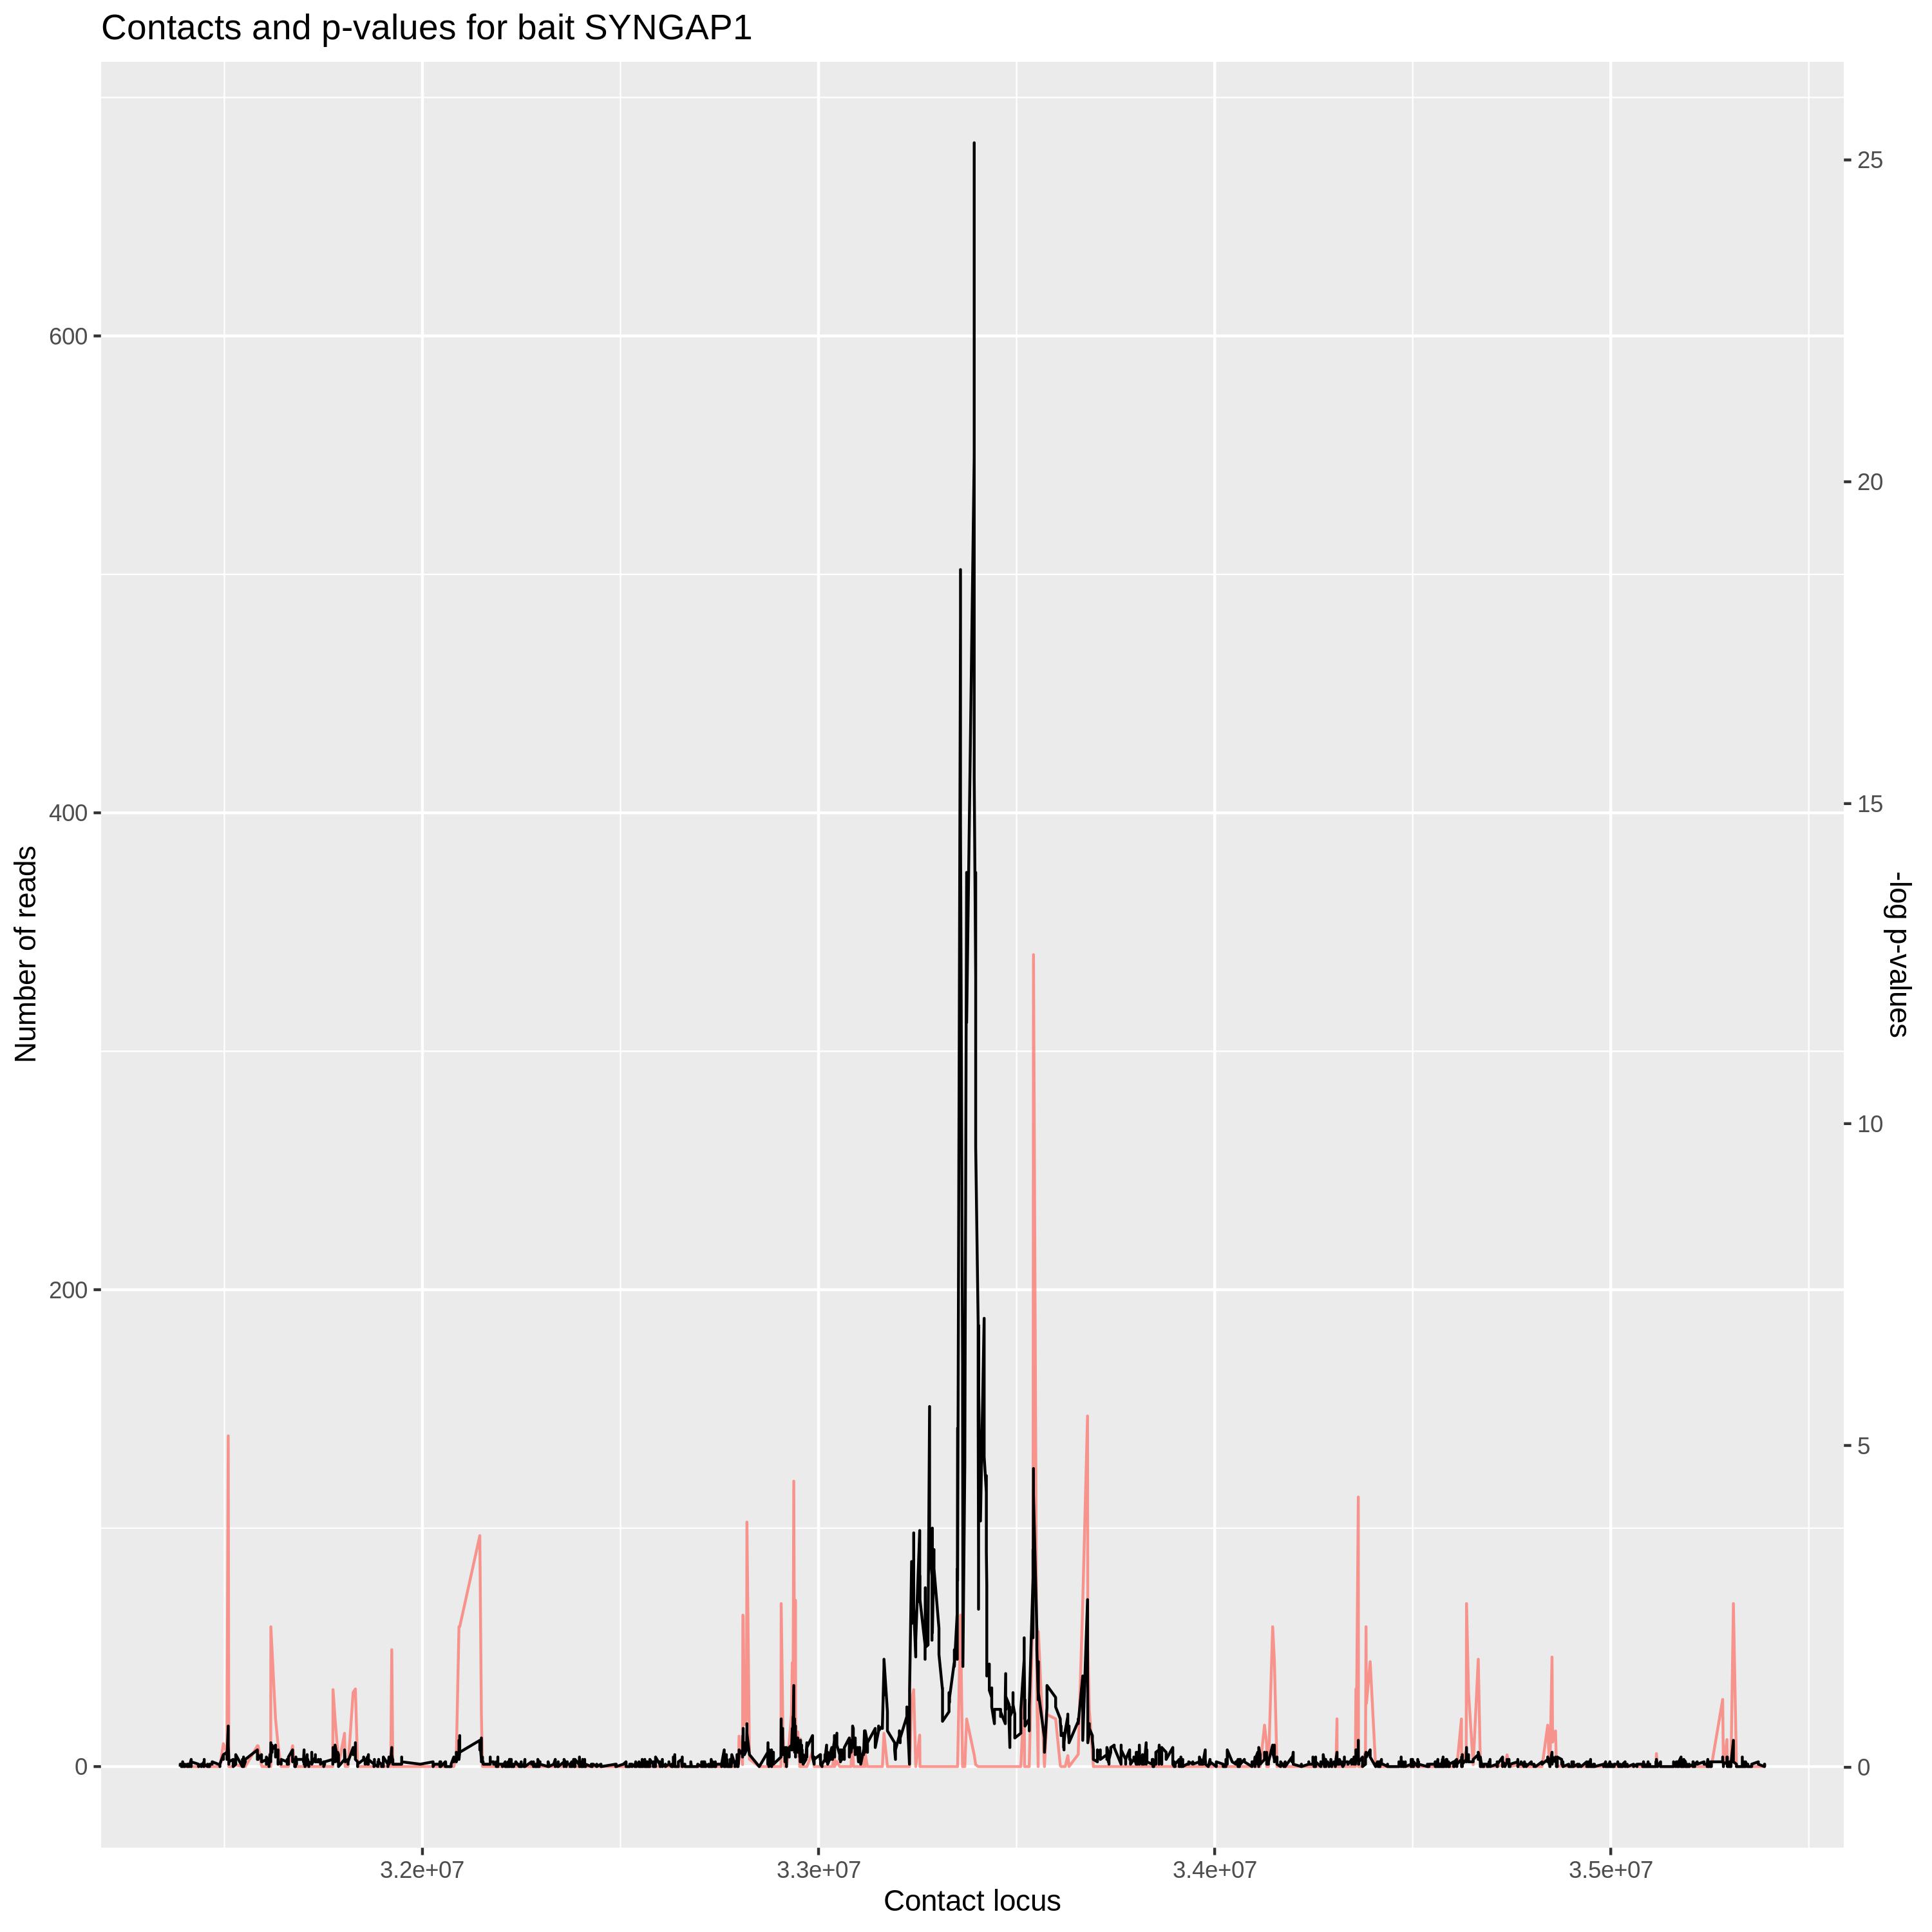 Contacts and p-values for bait SYNGAP1
600
400
200
0
25
20
15
10
5
0
Number of reads
-log p-values
3.2e+07
3.3e+07
3.4e+07
3.5e+07
Contact locus